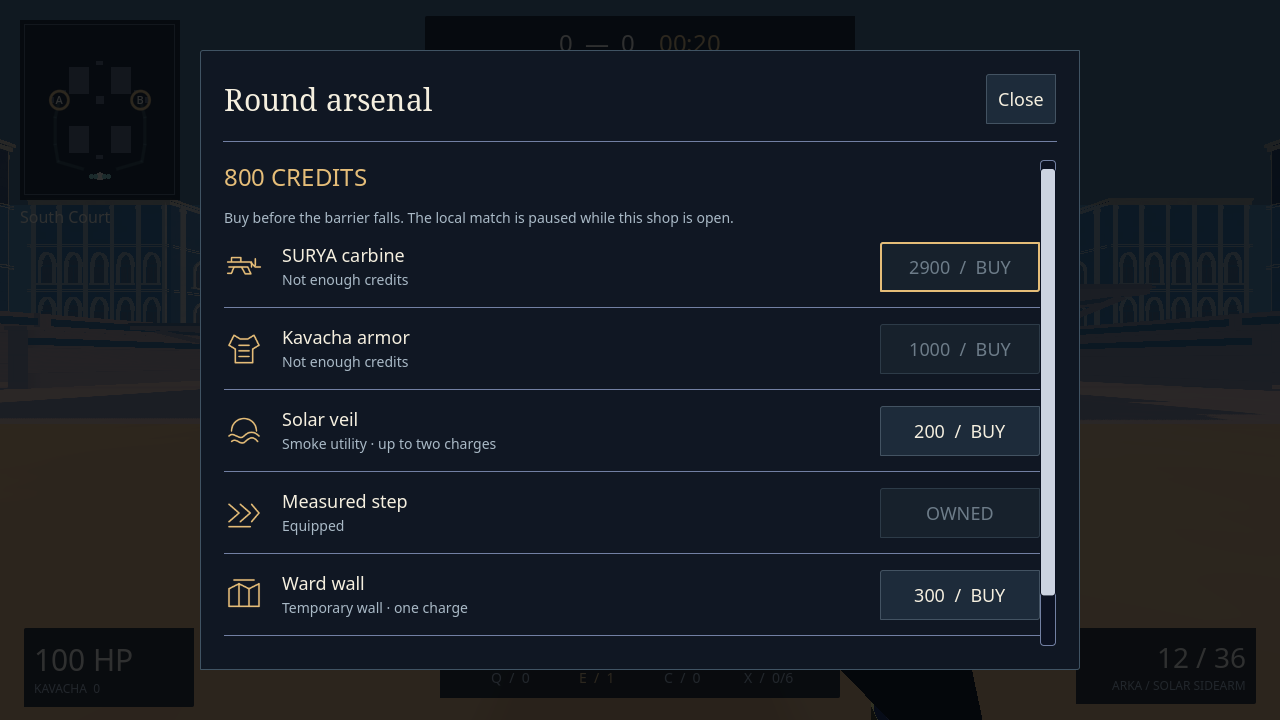 0 — 0 00:20
Round arsenal
Close
A
B
South Court
800 CREDITS
Buy before the barrier falls. The local match is paused while this shop is open.
SURYA carbine
Not enough credits
2900 / BUY
Kavacha armor
Not enough credits
1000 / BUY
Solar veil
Smoke utility · up to two charges
200 / BUY
Measured step
Equipped
OWNED
Ward wall
Temporary wall · one charge
300 / BUY
100 HP
KAVACHA 0
Q / 0 E / 1 C / 0 X / 0/6
12 / 36
ARKA / SOLAR SIDEARM